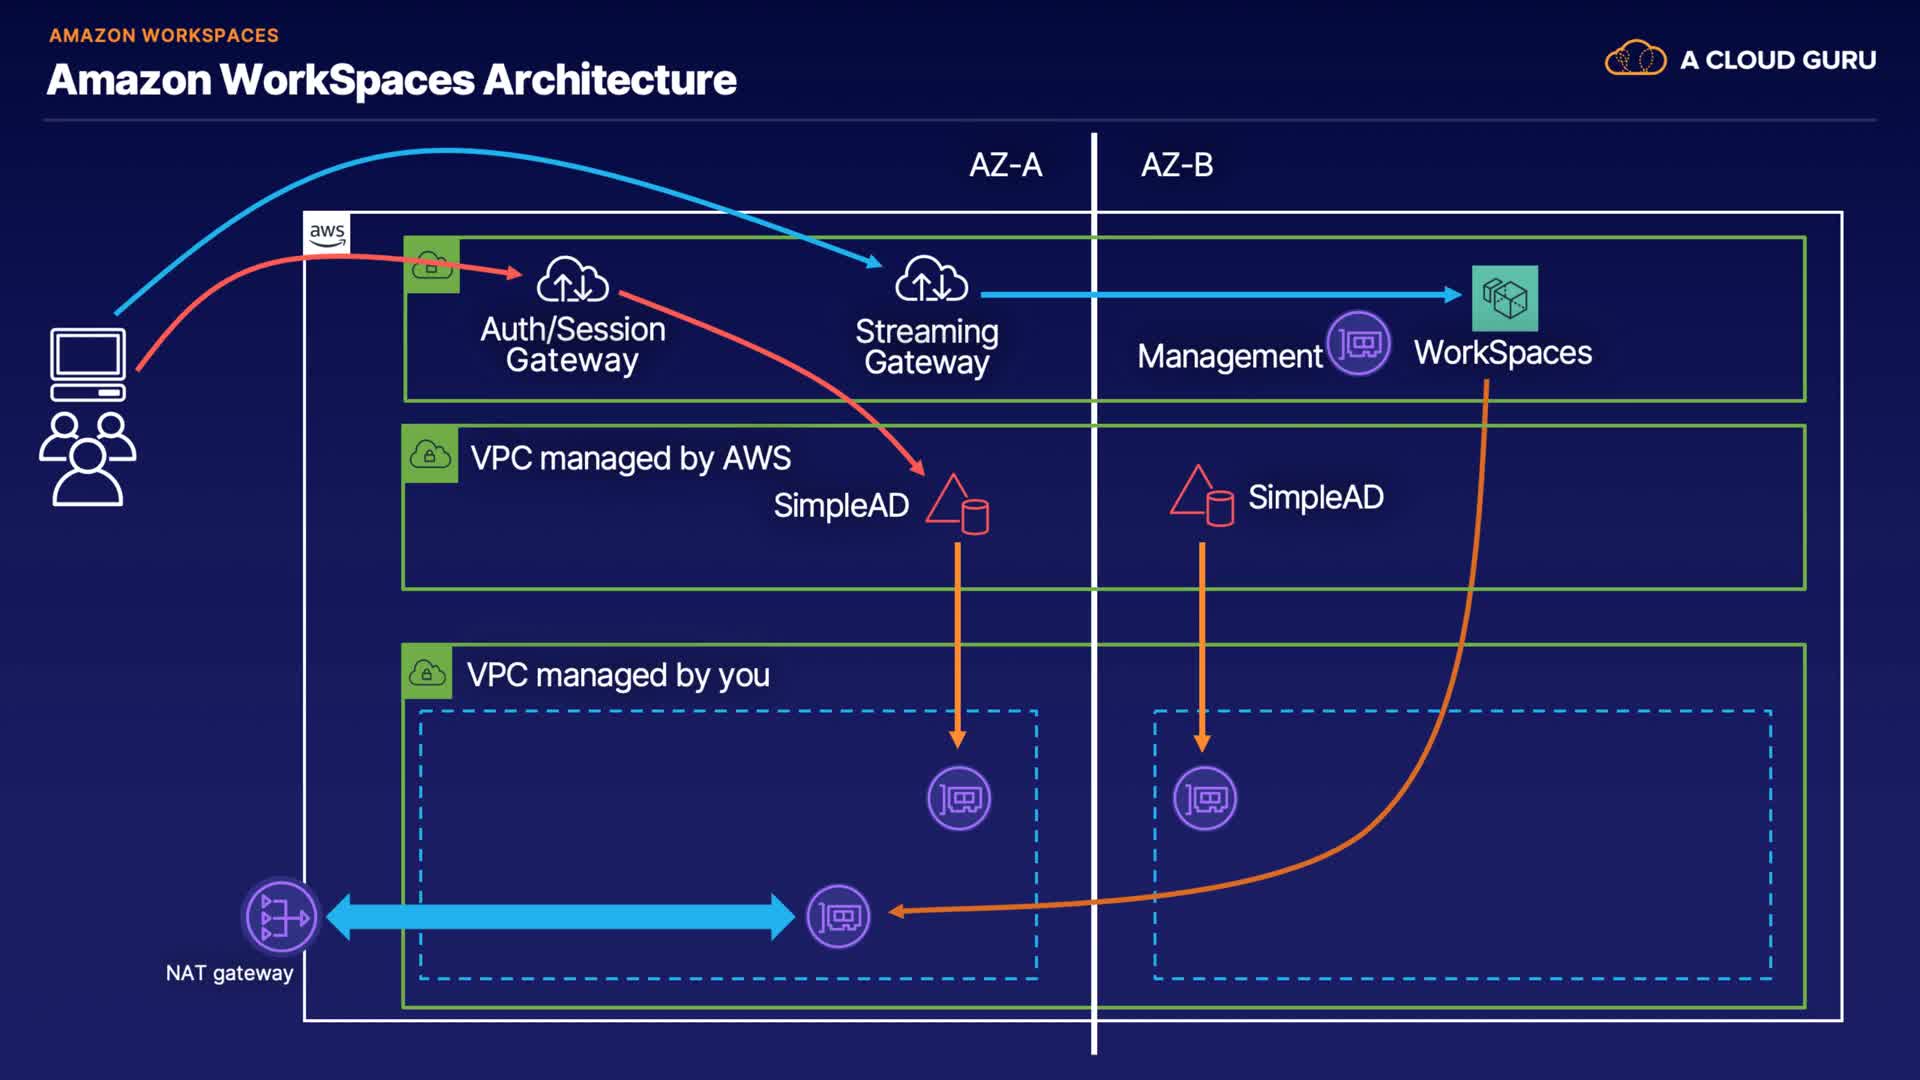 AMAZON WORKSPACES
Amazon WorkSpaces Architecture
A CLOUD GURU
AZ-A
AZ-B
aws
Auth/Session
Gateway
Streaming
Gateway
Management
WorkSpaces
VPC managed by AWS
SimpleAD
SimpleAD
VPC managed by you
NAT gateway